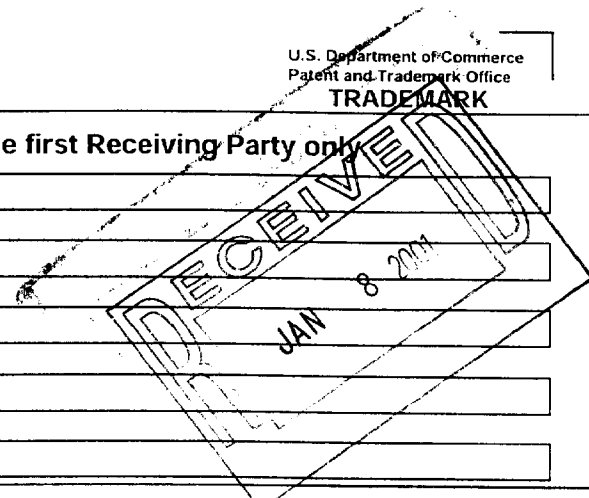 U.S. Department of Commerce
Patent and Trademark Office
TRADEMARK
e first Receiving Party only
RECEIVED
JAN 8 2001